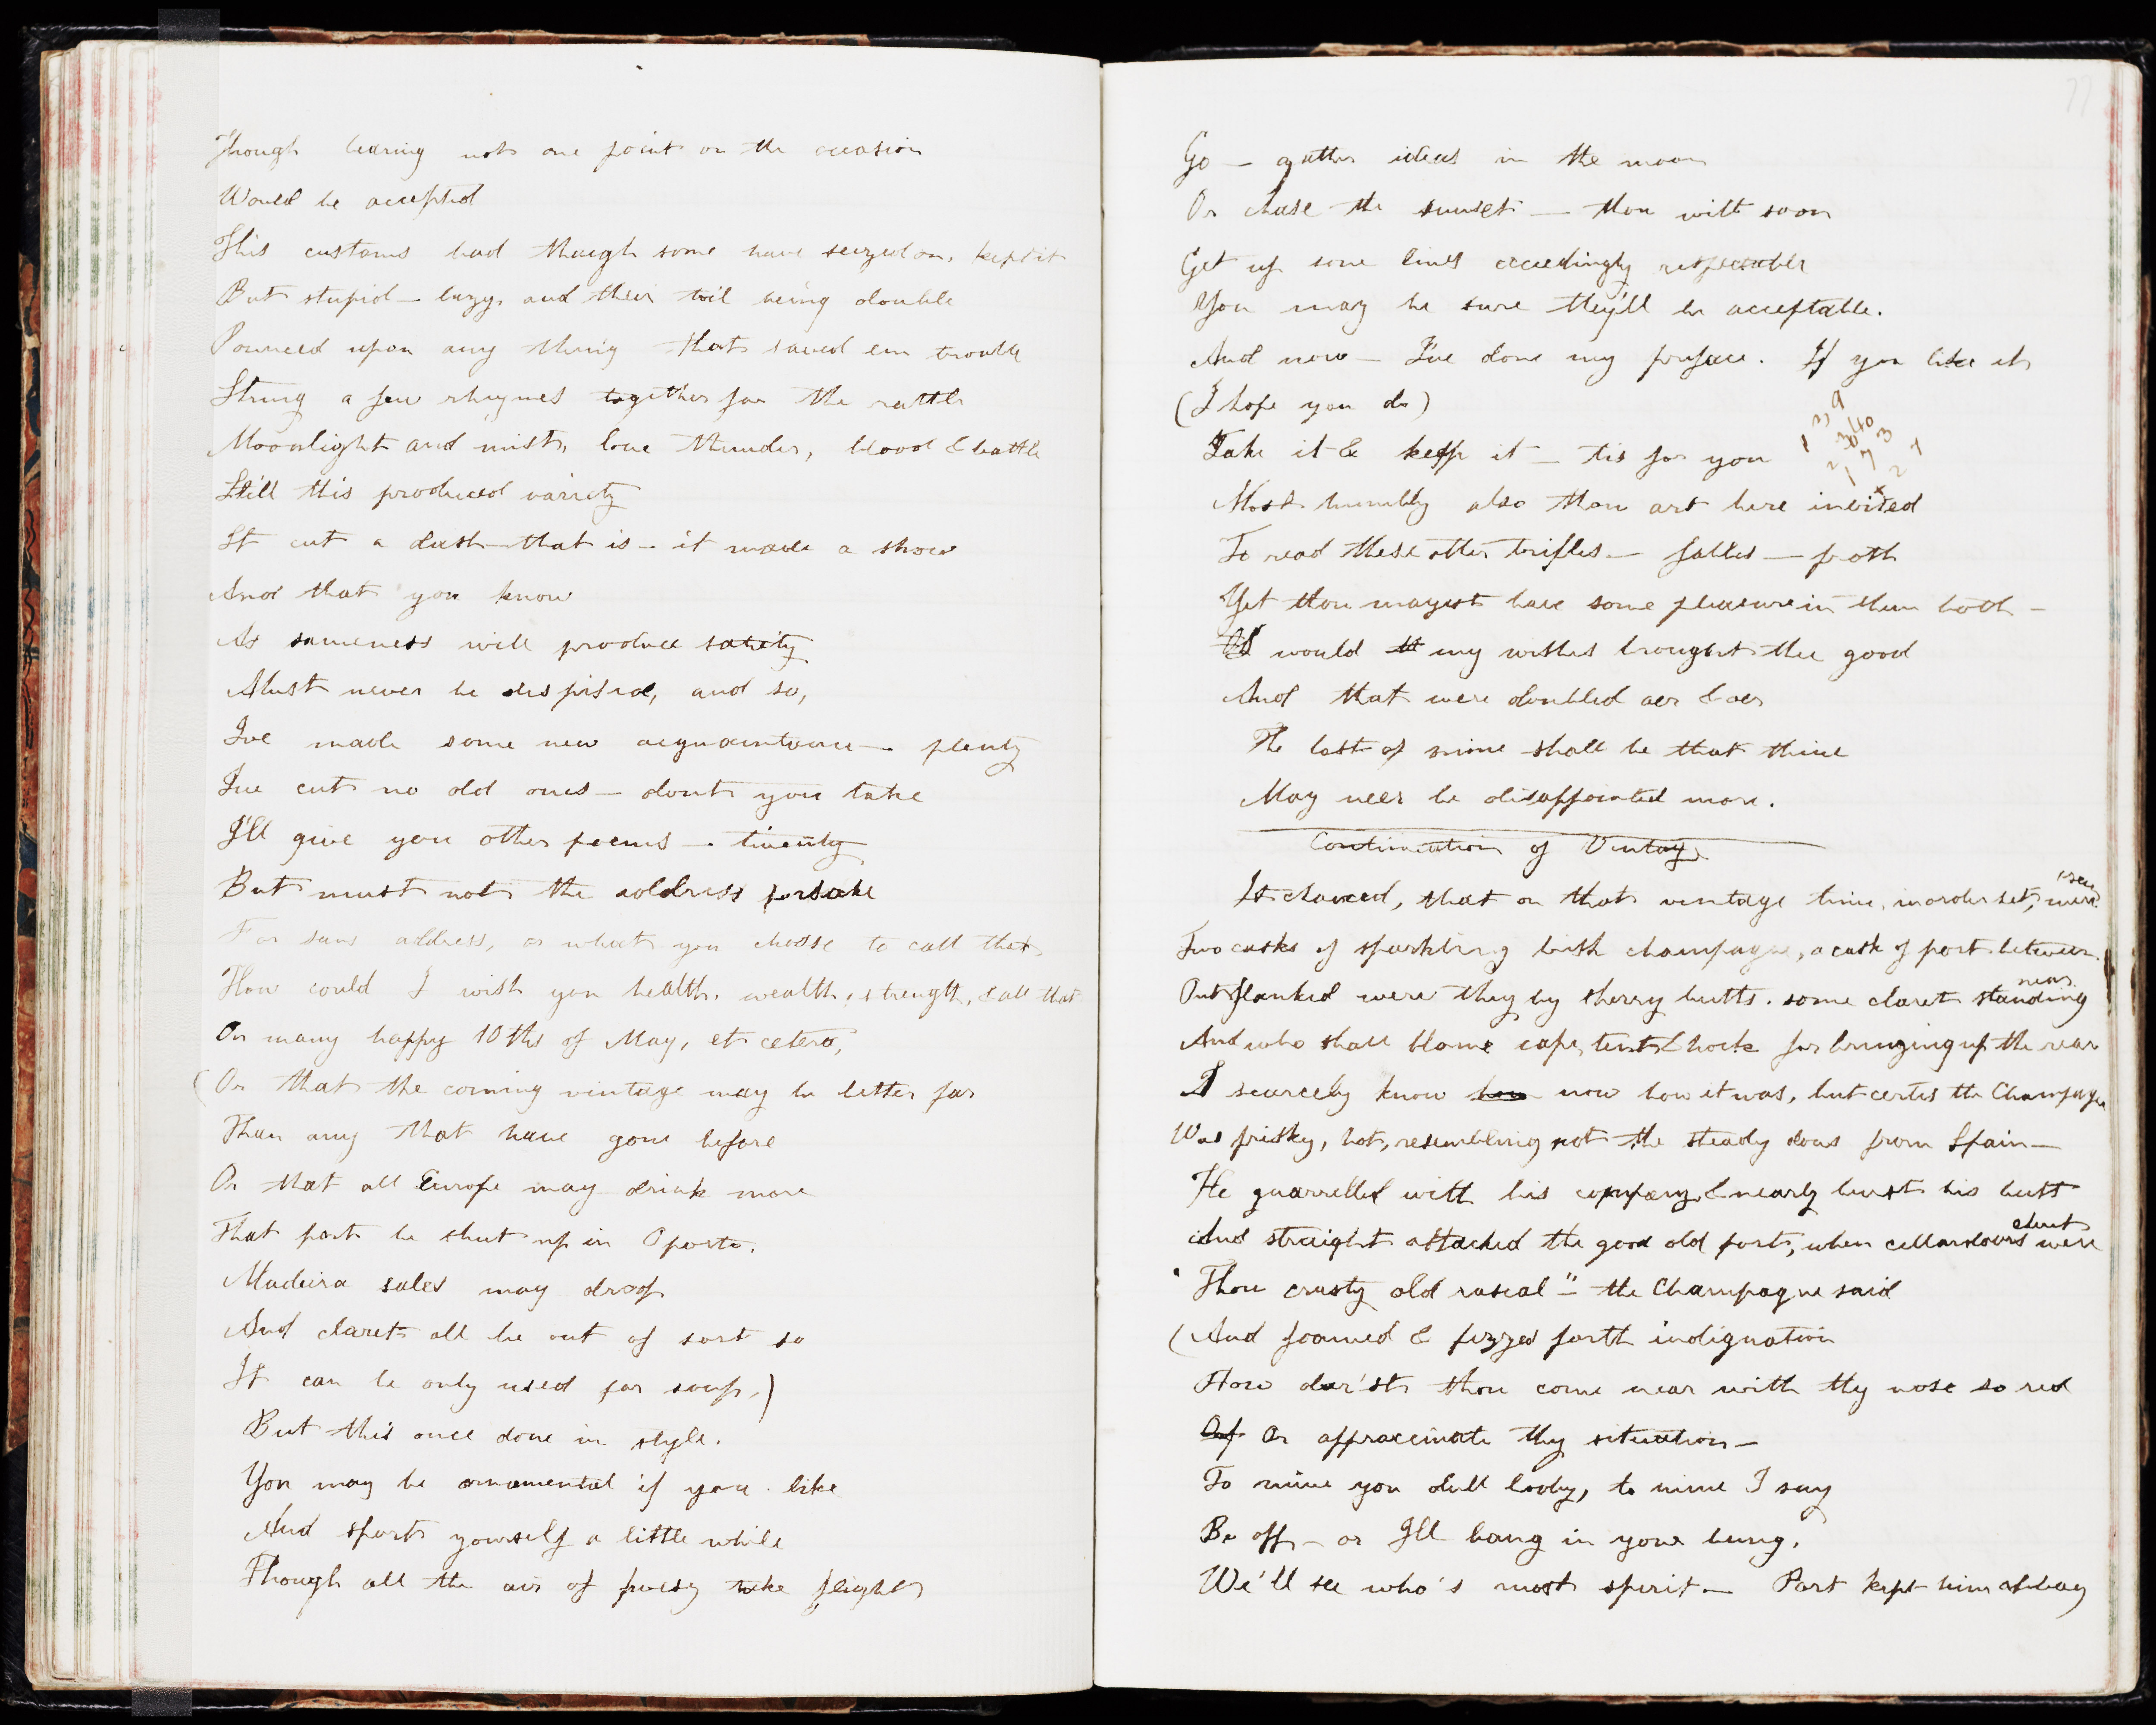 Though bearing not one point on the occasion
Would be accepted
This customs bad though some have seized on, kept it
But stupid – lazy, and their toil being double
Pounced upon any thing that saved em trouble
Strung a few rhymes together for the rattle
Moonlight and mist, love thunder, blood & battle
Still this produced variety
It cut a dash – that is – it made a show
And that you know
As sameness will produce satiety
Must never be despised, and so,
Ive made some new acquaintance – plenty
Ive cut no old ones – dont you take
I'll give you other poems – twenty
But must not the address forsake
For sans address, or what you choose to call that
How could I wish you health, wealth, strength, & all that
Or many happy 10ths of May, et cetera,
(Or that the coming vintage may be better far
Than any that have gone before
Or that all Europe may drink more
That port be shut up in Oporto,
Madeira sales may droop
And claret all be out of sort so
It can be only used for soup,)
But this once done in style,
You may be ornamental if you like
And sport yourself a little while
Though all the airs of poesy take flight
77
Go – gather ideas in the moon
Or chase the sunset – thou wilt soon
Get up some lines exceedingly respectable
You may be sure they'll be acceptable.
And now – I've done my preface. If you like it
(I hope you do)
Take it & keep it – tis for you
Most humbly also thou art here invited
To read these other trifles – fables – froth
Yet thou mayest have some pleasure in them both –
would my wishes brought thee good
And that were doubled oer & oer
The last of mine shall be that thine
May neer be disappointed more.
Continuation of Vintage
It chanced, that on that vintage time, in order set, were seen
Two casks of sparkling brisk champagne, a cask of port between.
Outflanked were they by sherry butts. some claret standing near
And who shall blame cape, tent & hock for bringing up the rear
I scarcely know how now how it was, but certes the Champagne
Was frisky, hot, resembling not the steady dons from Spain –
He quarrelled with his company & nearly burst his butt
And straight attacked the good old port, when cellardoors were shut
"Thou crusty old rascal" – the Champagne said
(And foamed & fizzed forth indignation
How dar'st thou come near with thy nose so red
Or approximate thy situation –
To mine you dull looby, to mine I say
Be off – or Ill bang in your bung,
We'll see who's most spirit – Port kept him at bay